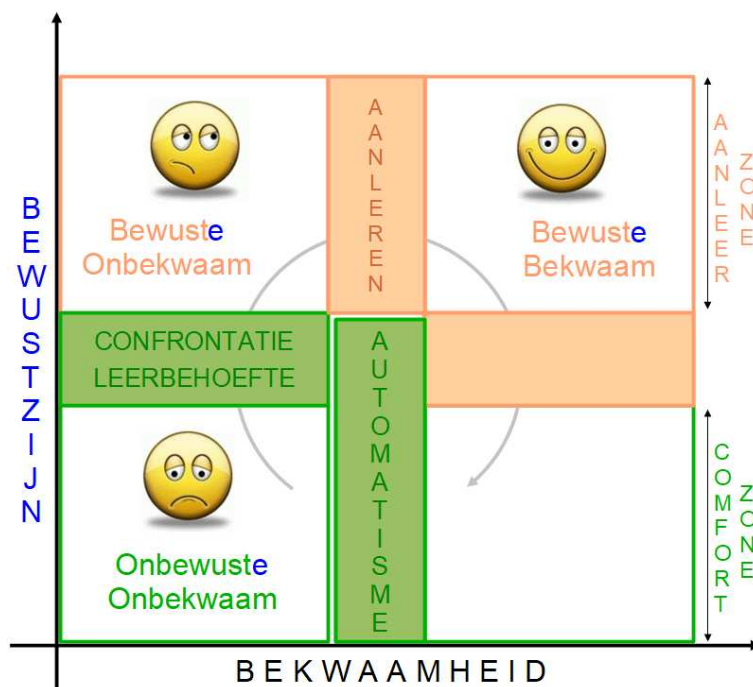 BEWUSTZIJN
Bewuste
Onbekwaam
AANLEREN
Bewuste
Bekwaam
AANLEER
ZONE
CONFRONTATIE
LEERBEHOEFTE
AUTOMATISME
Onbewuste
Onbekwaam
COMFORT
ZONE
BEKWAAMHEID